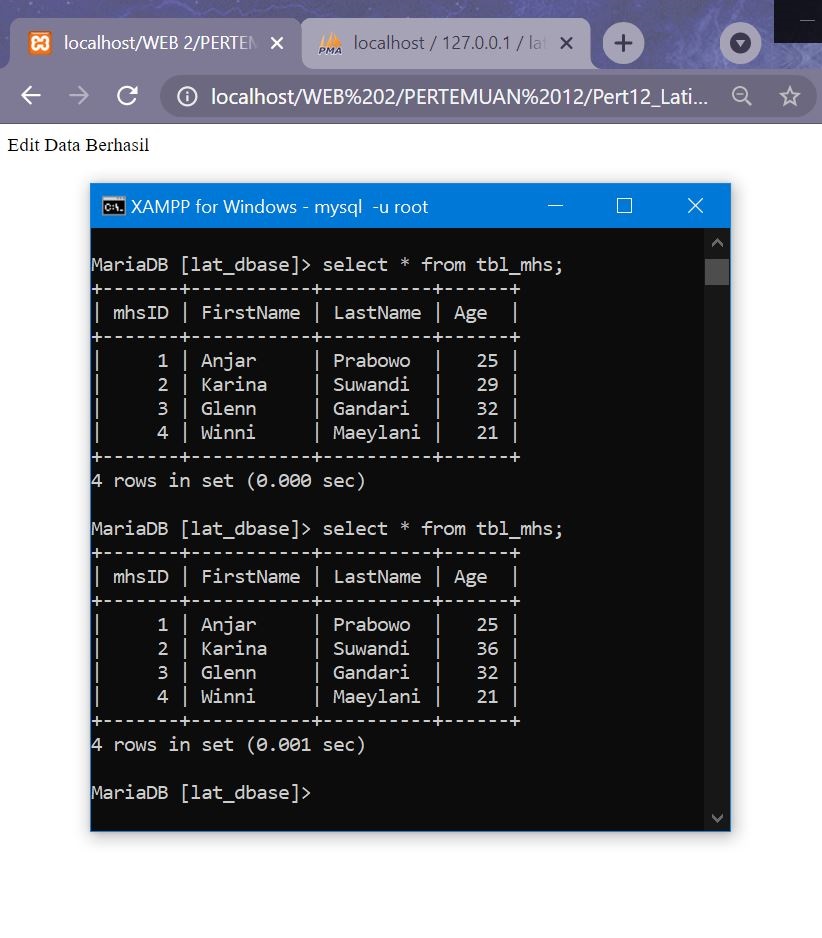 localhost/WEB 2/PERTEM
PMA
localhost / 127.0.0.1 / lat
localhost/WEB%202/PERTEMUAN%2012/Pert12_Lati...
Edit Data Berhasil
C:\.
XAMPP for Windows - mysql  -u root
MariaDB [lat_dbase]> select * from tbl_mhs;
+-------+-----------+----------+------+
| mhsID | FirstName | LastName | Age  |
+-------+-----------+----------+------+
|     1 | Anjar     | Prabowo  |   25 |
|     2 | Karina    | Suwandi  |   29 |
|     3 | Glenn     | Gandari  |   32 |
|     4 | Winni     | Maeylani |   21 |
+-------+-----------+----------+------+
4 rows in set (0.000 sec)
MariaDB [lat_dbase]> select * from tbl_mhs;
+-------+-----------+----------+------+
| mhsID | FirstName | LastName | Age  |
+-------+-----------+----------+------+
|     1 | Anjar     | Prabowo  |   25 |
|     2 | Karina    | Suwandi  |   36 |
|     3 | Glenn     | Gandari  |   32 |
|     4 | Winni     | Maeylani |   21 |
+-------+-----------+----------+------+
4 rows in set (0.001 sec)
MariaDB [lat_dbase]>